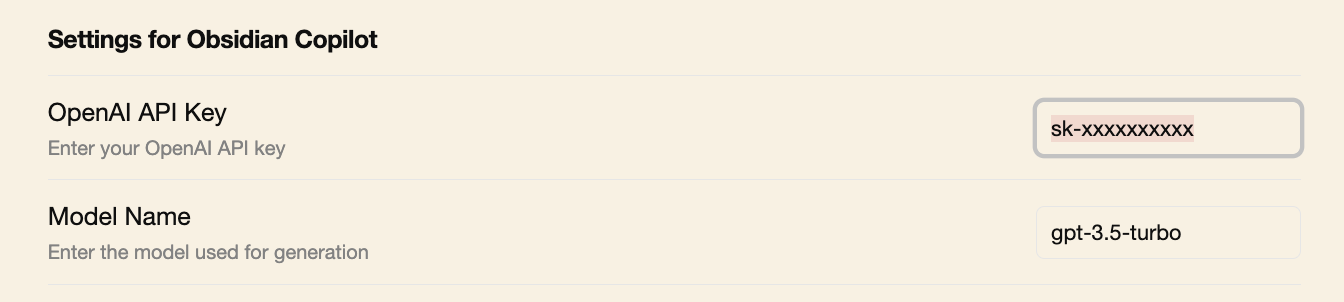 Settings for Obsidian Copilot
OpenAI API Key
Enter your OpenAI API key
sk-xxxxxxxxxx
Model Name
Enter the model used for generation
gpt-3.5-turbo